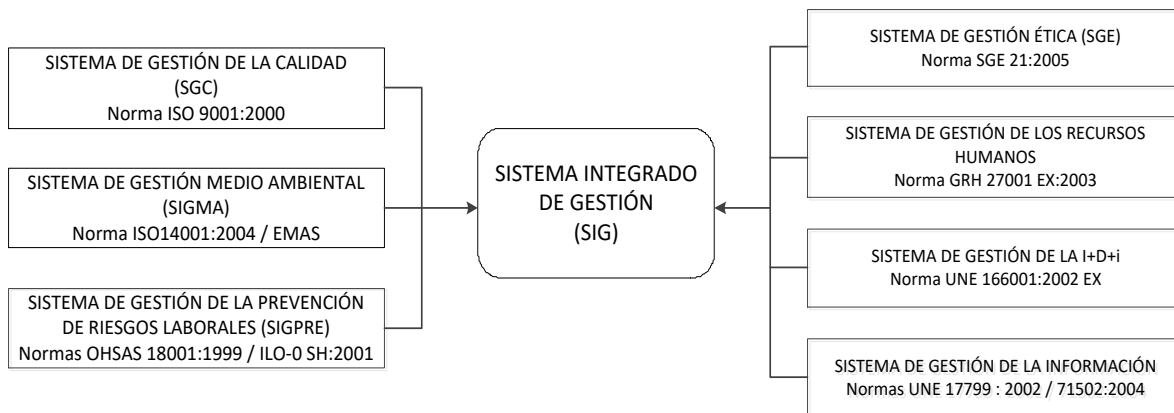 SISTEMA DE GESTIÓN DE LA CALIDAD
(SGC)
Norma ISO 9001:2000
SISTEMA DE GESTIÓN MEDIO AMBIENTAL
(SIGMA)
Norma ISO14001:2004 / EMAS
SISTEMA DE GESTIÓN DE LA PREVENCIÓN
DE RIESGOS LABORALES (SIGPRE)
Normas OHSAS 18001:1999 / ILO-0 SH:2001
SISTEMA INTEGRADO
DE GESTIÓN
(SIG)
SISTEMA DE GESTIÓN ÉTICA (SGE)
Norma SGE 21:2005
SISTEMA DE GESTIÓN DE LOS RECURSOS
HUMANOS
Norma GRH 27001 EX:2003
SISTEMA DE GESTIÓN DE LA I+D+i
Norma UNE 166001:2002 EX
SISTEMA DE GESTIÓN DE LA INFORMACIÓN
Normas UNE 17799 : 2002 / 71502:2004